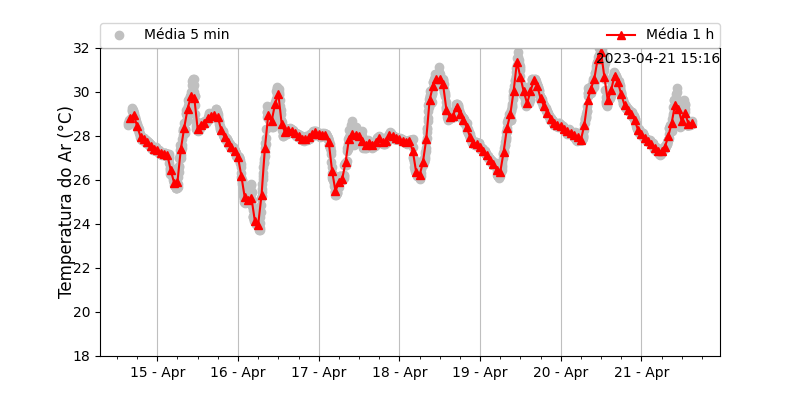 Média 5 min
Média 1 h
2023-04-21 15:16
Temperatura do Ar (°C)
32
30
28
26
24
22
20
18
15 - Apr
16 - Apr
17 - Apr
18 - Apr
19 - Apr
20 - Apr
21 - Apr